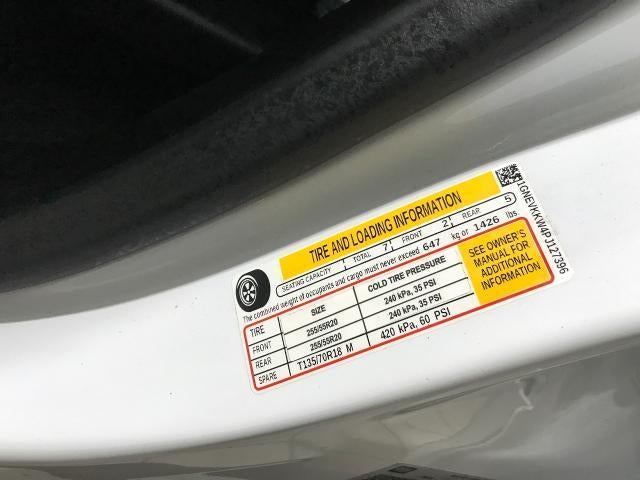 TIRE AND LOADING INFORMATION
SEATING CAPACITY TOTAL 7 FRONT 2 REAR 5
The combined weight of occupants and cargo must never exceed 647 kg or 1426 lbs.
TIRE SIZE COLD TIRE PRESSURE
FRONT 255/55R20 240 kPa, 35 PSI
REAR 255/55R20 240 kPa, 35 PSI
SPARE T135/70R18 M 420 kPa, 60 PSI
SEE OWNER'S
MANUAL FOR
ADDITIONAL
INFORMATION
1GNEVKKW4PJ127396